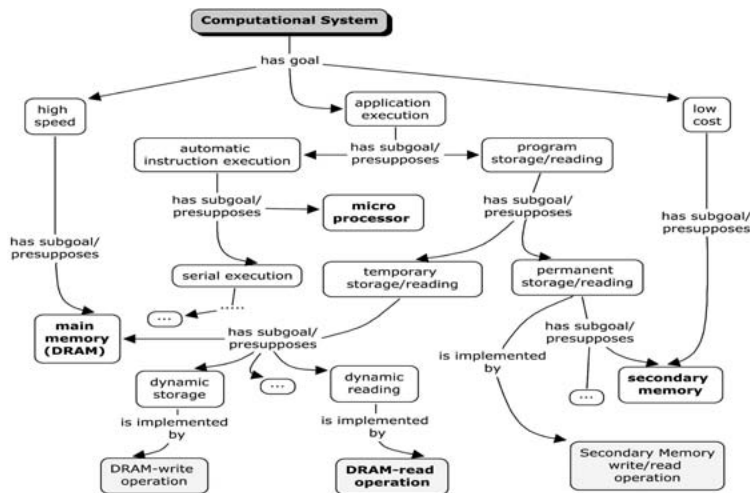 Computational System
has goal
high
speed
application
execution
low
cost
automatic
instruction execution
has subgoal/
presupposes
program
storage/reading
has subgoal/
presupposes
micro
processor
has subgoal/
presupposes
has subgoal/
presupposes
has subgoal/
presupposes
serial execution
temporary
storage/reading
permanent
storage/reading
...
.....
main
memory
(DRAM)
has subgoal/
presupposes
has subgoal/
presupposes
is implemented
by
dynamic
storage
...
dynamic
reading
...
secondary
memory
is implemented
by
is implemented
by
DRAM-write
operation
DRAM-read
operation
Secondary Memory
write/read
operation